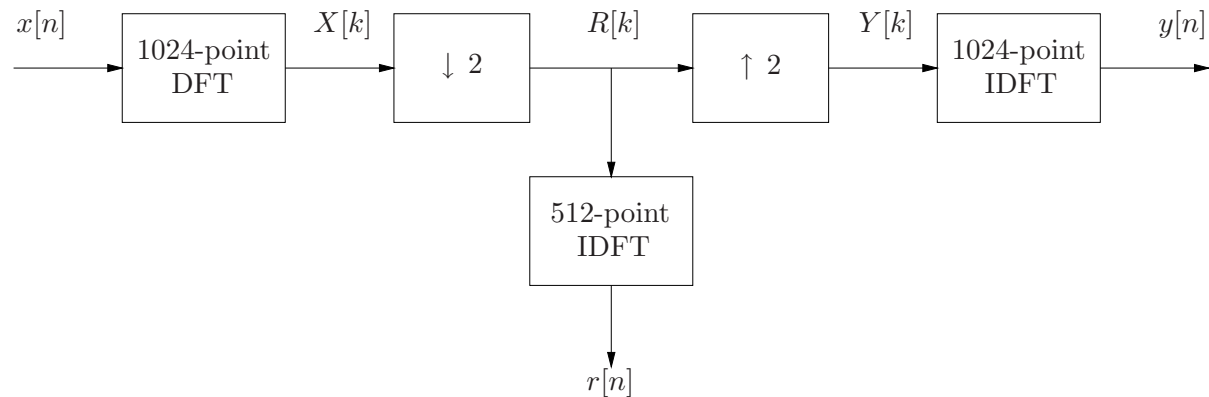 x[n]
X[k]
R[k]
Y[k]
y[n]
1024-point
DFT
↓ 2
↑ 2
1024-point
IDFT
512-point
IDFT
r[n]